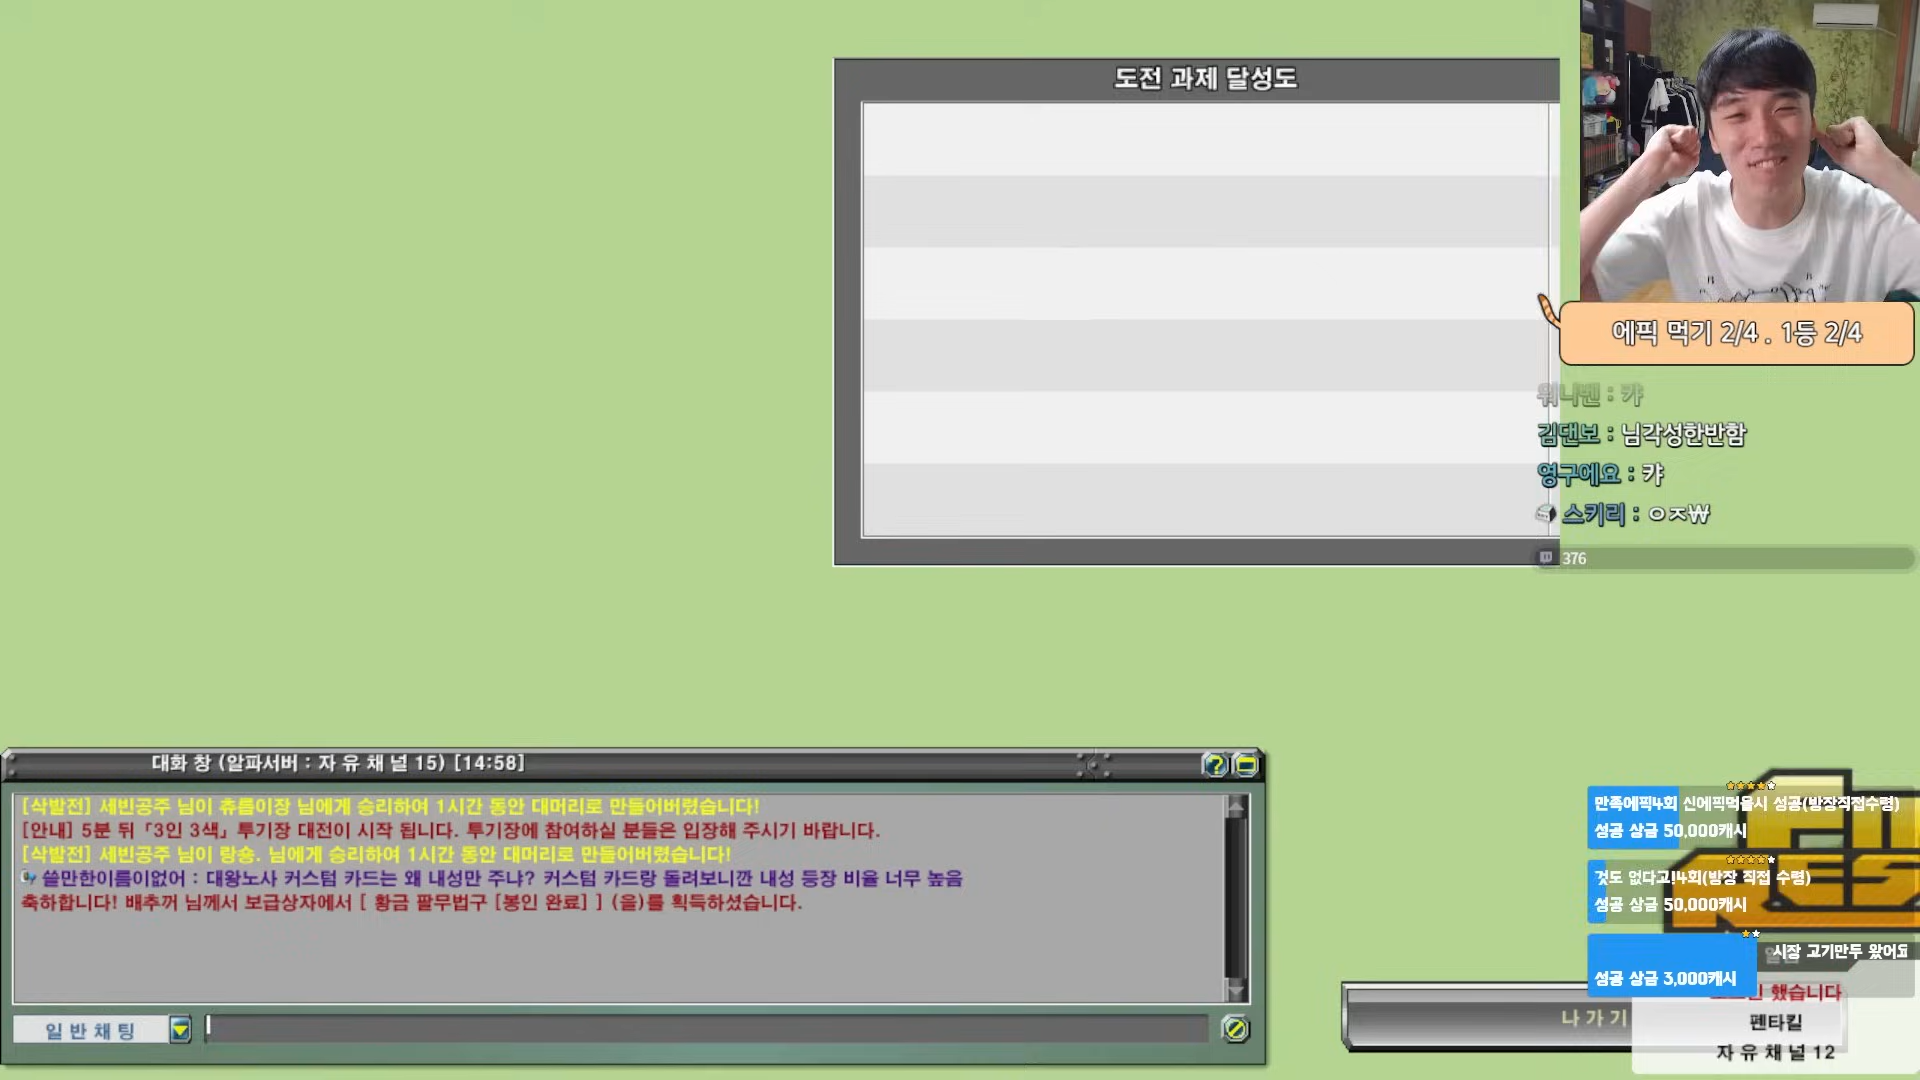 도전 과제 달성도
에픽 먹기 2/4 . 1등 2/4
워니벤 : 캬
김댄보 : 님각성한반함
영구에요 : 캬
스키리 : ㅇㅈ₩
376
대화 창 (알파서버 : 자 유 채 널 15) [14:58]
[삭발전] 세빈공주 님이 츄릅이장 님에게 승리하여 1시간 동안 대머리로 만들어버렸습니다!
[안내] 5분 뒤 「3인 3색」 투기장 대전이 시작 됩니다. 투기장에 참여하실 분들은 입장해 주시기 바랍니다.
[삭발전] 세빈공주 님이 랑숑. 님에게 승리하여 1시간 동안 대머리로 만들어버렸습니다!
쓸만한이름이없어 : 대왕노사 커스텀 카드는 왜 내성만 주냐? 커스텀 카드랑 돌려보니깐 내성 등장 비율 너무 높음
축하합니다! 배추꺼 님께서 보급상자에서 [ 황금 팔무법구 [봉인 완료] ] (을)를 획득하셨습니다.
일 반 채 팅
만족에픽4회 신에픽먹을시 성공(방장직접수령)
성공 상금 50,000캐시
것도 없다고!4회(방장 직접 수령)
성공 상금 50,000캐시
시장 고기만두 왔어요
성공 상금 3,000캐시
했습니다
나 가 기
펜타킬
자 유 채 널 12